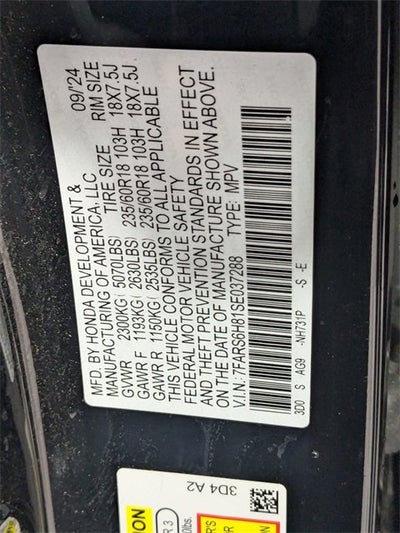 MFD. BY HONDA DEVELOPMENT & 09/'24
MANUFACTURING OF AMERICA, LLC
TIRE SIZE RIM SIZE
GVWR 2300KG( 5070LBS)
GAWR F 1193KG( 2630LBS) 235/60R18 103H 18X7.5J
GAWR R 1150KG( 2535LBS) 235/60R18 103H 18X7.5J
THIS VEHICLE CONFORMS TO ALL APPLICABLE
FEDERAL MOTOR VEHICLE SAFETY
AND THEFT PREVENTION STANDARDS IN EFFECT
ON THE DATE OF MANUFACTURE SHOWN ABOVE.
V.I.N.: 7FARS6H81SE037288 TYPE: MPV
3D0 S AG9 -NH731P -S -E
3D4 A2